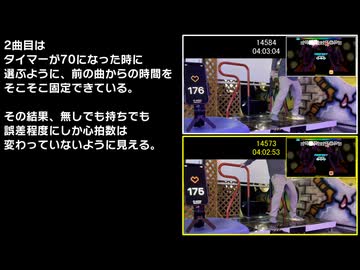 2曲目は
タイマーが70になった時に
選ぶように、前の曲からの時間を
そこそこ固定できている。
その結果、無しでも持ちでも
誤差程度にしか心拍数は
変わっていないように見える。
14584
04:03:04
176
14573
04:02:53
176